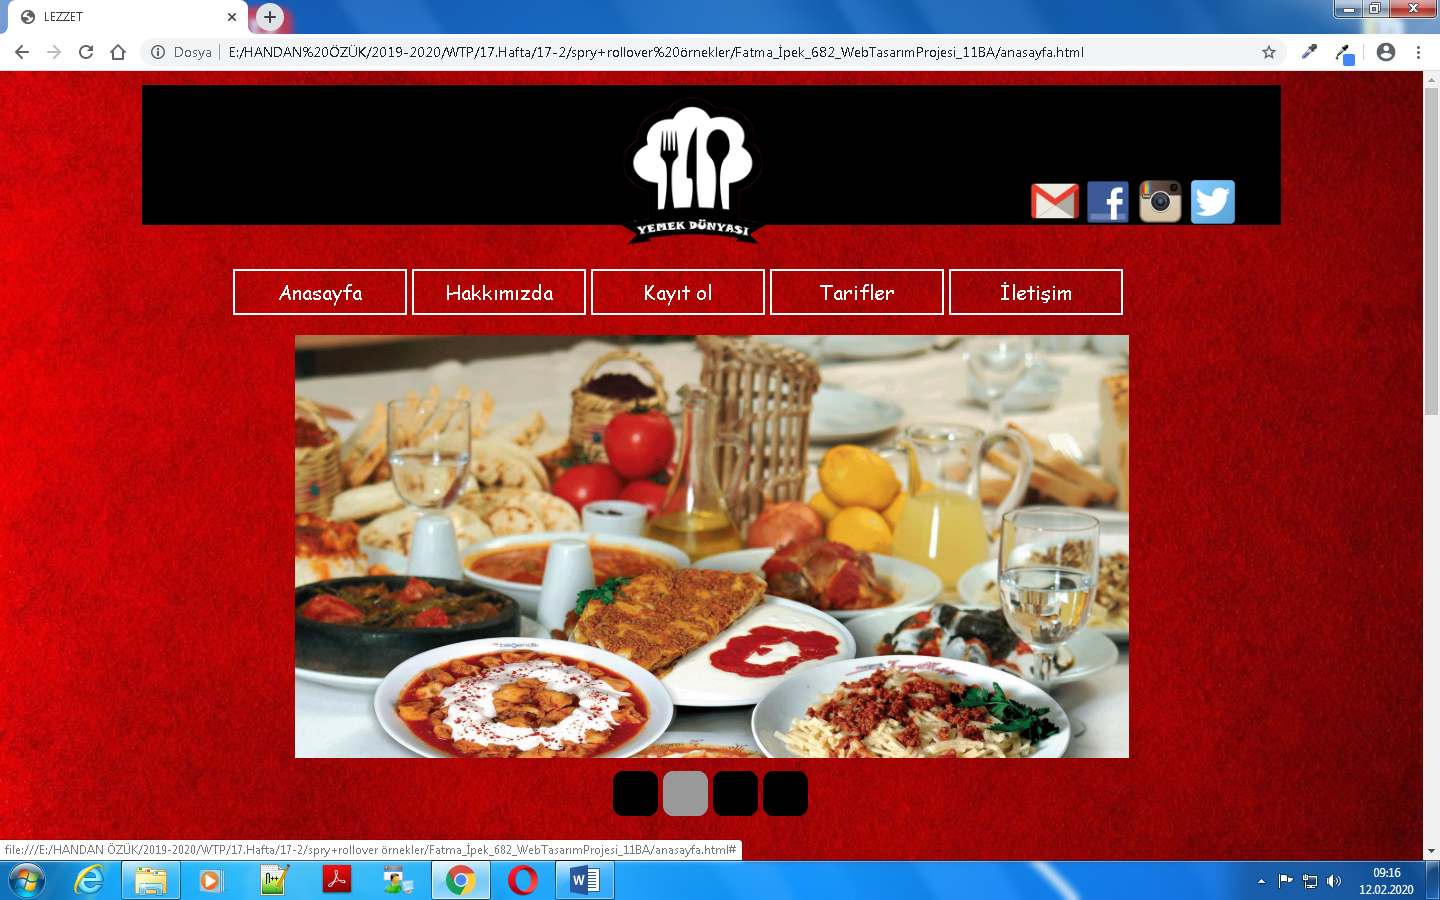 LEZZET
Dosya
E:/HANDAN%20ÖZÜK/2019-2020/WTP/17.Hafta/17-2/spry+rollover%20örnekler/Fatma_İpek_682_WebTasarımProjesi_11BA/anasayfa.html
YEMEK DÜNYASI
Anasayfa
Hakkımızda
Kayıt ol
Tarifler
İletişim
beğendik
file:///E:/HANDAN ÖZÜK/2019-2020/WTP/17.Hafta/17-2/spry+rollover örnekler/Fatma_İpek_682_WebTasarımProjesi_11BA/anasayfa.html#
09:16
12.02.2020